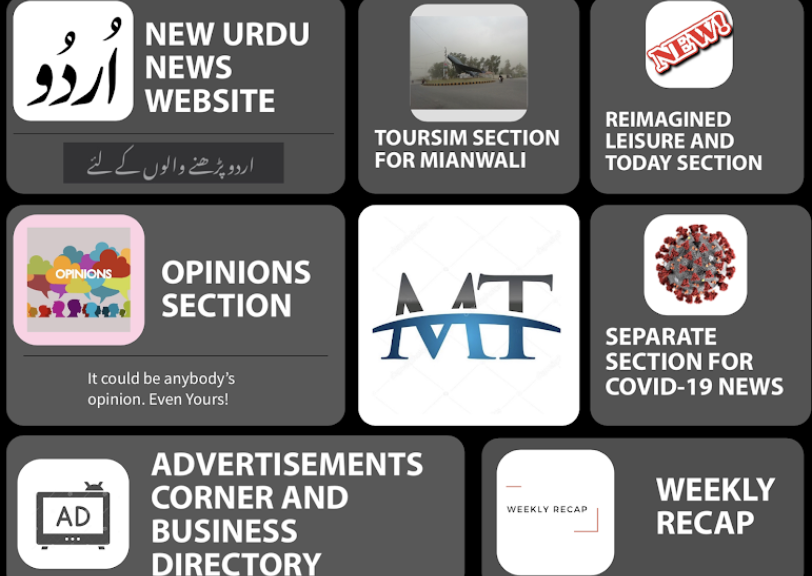 اُردُو
NEW URDU
NEWS
WEBSITE
اردو پڑھنے والوں کے لئے
TOURSIM SECTION
FOR MIANWALI
NEW!
REIMAGINED
LEISURE AND
TODAY SECTION
OPINIONS
OPINIONS
SECTION
It could be anybody’s
opinion. Even Yours!
MT
SEPARATE
SECTION FOR
COVID-19 NEWS
AD
ADVERTISEMENTS
CORNER AND
BUSINESS
DIRECTORY
WEEKLY RECAP
WEEKLY
RECAP